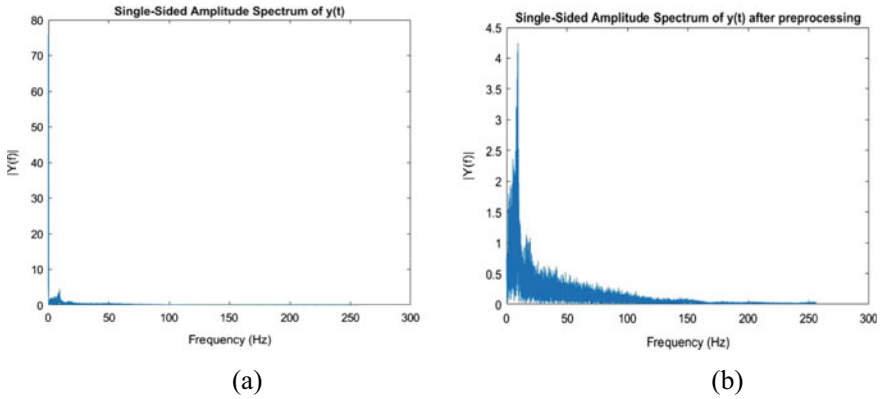 Single-Sided Amplitude Spectrum of y(t)
80
70
60
50
40
30
20
10
0
|Y(f)|
0 50 100 150 200 250 300
Frequency (Hz)
(a)
Single-Sided Amplitude Spectrum of y(t) after preprocessing
4.5
4
3.5
3
2.5
2
1.5
1
0.5
0
|Y(f)|
0 50 100 150 200 250 300
Frequency (Hz)
(b)